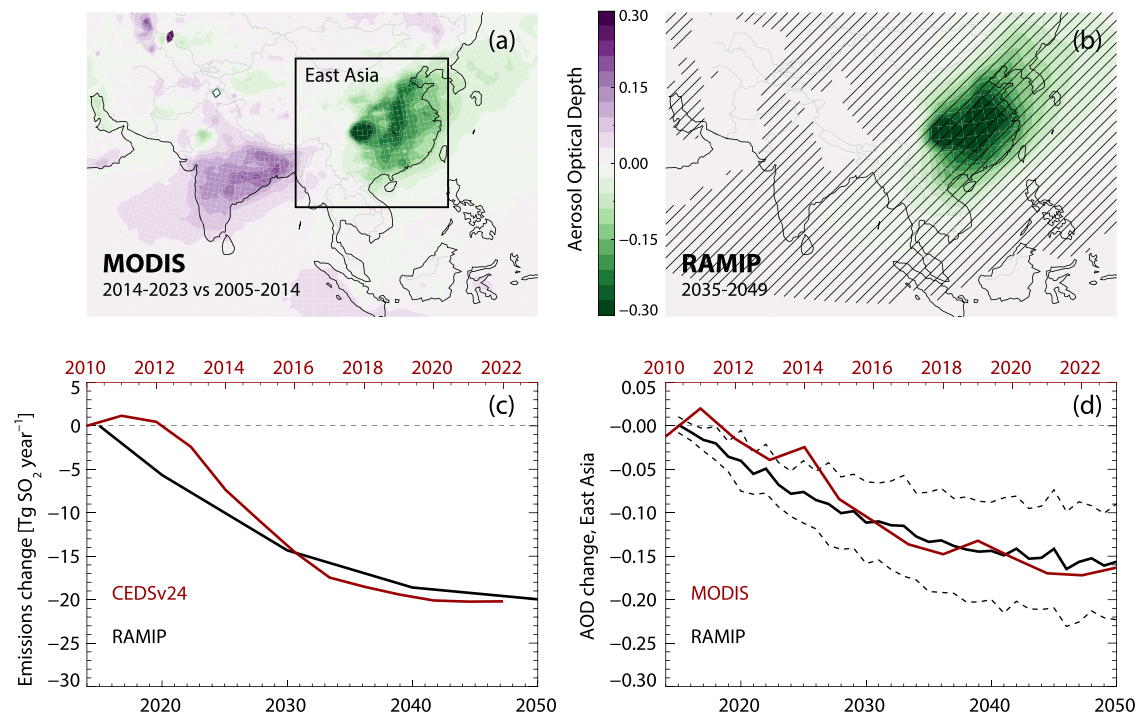 (a)
East Asia
MODIS
2014-2023 vs 2005-2014
0.30
0.15
0.00
−0.15
−0.30
Aerosol Optical Depth
(b)
RAMIP
2035-2049
2010 2012 2014 2016 2018 2020 2022
5
0
−5
−10
−15
−20
−25
−30
Emissions change [Tg SO₂ year⁻¹]
(c)
CEDSv24
RAMIP
2020 2030 2040 2050
2010 2012 2014 2016 2018 2020 2022
0.05
−0.00
−0.05
−0.10
−0.15
−0.20
−0.25
−0.30
AOD change, East Asia
(d)
MODIS
RAMIP
2020 2030 2040 2050